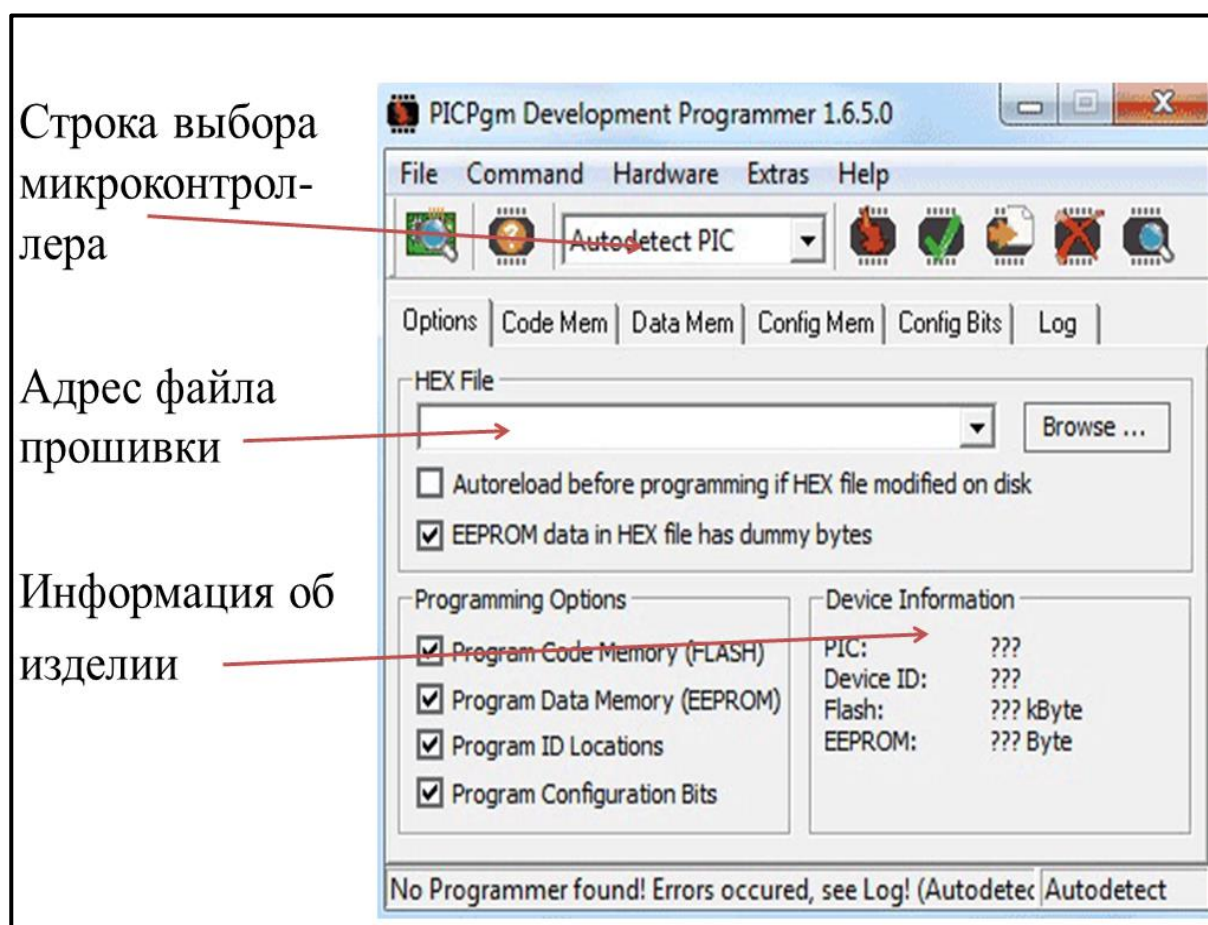 Строка выбора
микроконтрол-
лера
Адрес файла
прошивки
Информация об
изделии
PICPgm Development Programmer 1.6.5.0
File Command Hardware Extras Help
Autodetect PIC
Options Code Mem Data Mem Config Mem Config Bits Log
HEX File
Browse ...
Autoreload before programming if HEX file modified on disk
EEPROM data in HEX file has dummy bytes
Programming Options
Program Code Memory (FLASH)
Program Data Memory (EEPROM)
Program ID Locations
Program Configuration Bits
Device Information
PIC: ???
Device ID: ???
Flash: ??? kByte
EEPROM: ??? Byte
No Programmer found! Errors occured, see Log! (Autodetec Autodetect